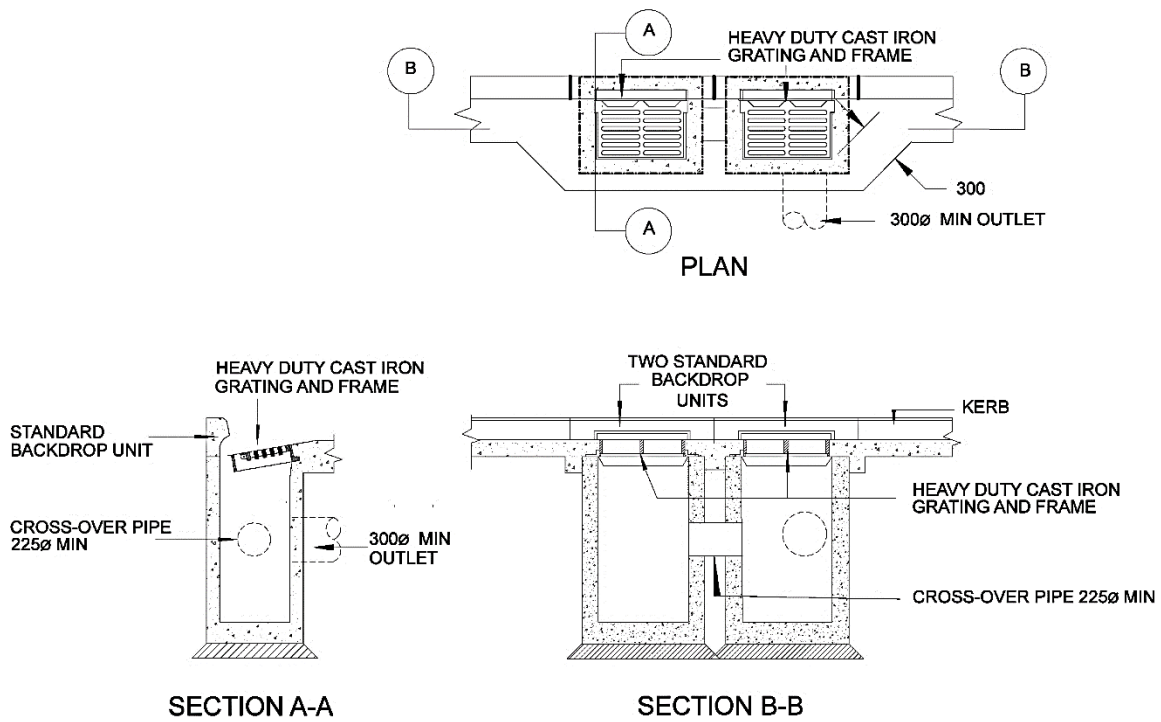 A
HEAVY DUTY CAST IRON
GRATING AND FRAME
B
B
300
A
300ø MIN OUTLET
PLAN
HEAVY DUTY CAST IRON
GRATING AND FRAME
STANDARD
BACKDROP UNIT
CROSS-OVER PIPE
225ø MIN
300ø MIN
OUTLET
SECTION A-A
TWO STANDARD
BACKDROP
UNITS
KERB
HEAVY DUTY CAST IRON
GRATING AND FRAME
CROSS-OVER PIPE 225ø MIN
SECTION B-B